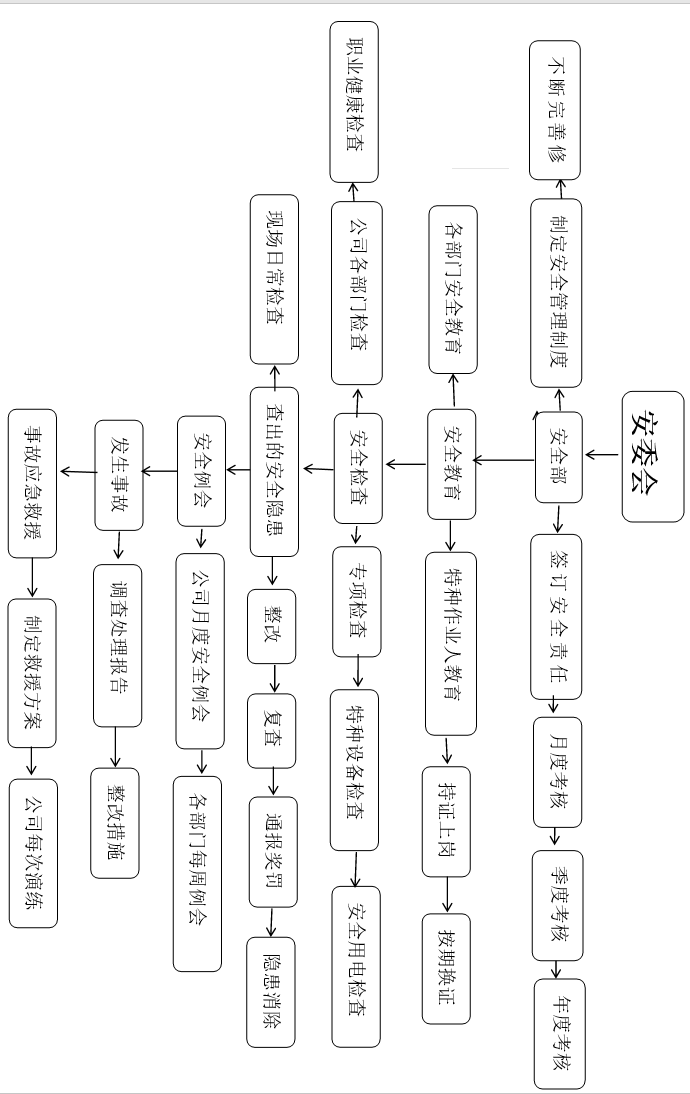 安委会
不断完善修
制定安全管理制度
安全部
签订安全责任
月度考核
季度考核
年度考核
各部门安全教育
安全教育
特种作业人教育
持证上岗
按期换证
职业健康检查
公司各部门检查
安全检查
专项检查
特种设备检查
安全用电检查
现场日常检查
查出的安全隐患
整改
复查
通报奖罚
隐患消除
安全例会
公司月度安全例会
各部门每周例会
发生事故
调查处理报告
整改措施
事故应急救援
制定救援方案
公司每次演练